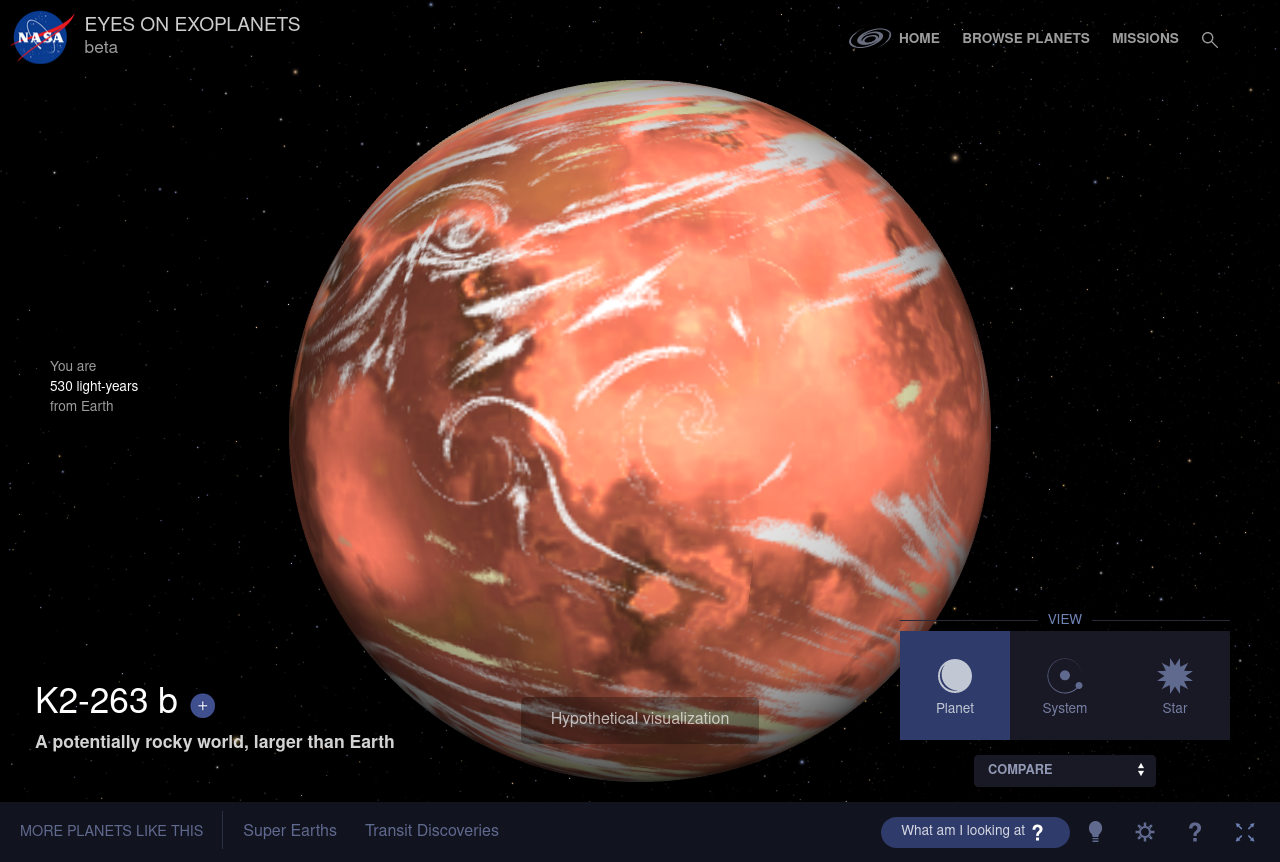 NASA
EYES ON EXOPLANETS
beta
HOME
BROWSE PLANETS
MISSIONS
You are
530 light-years
from Earth
VIEW
Planet
System
Star
K2-263 b +
A potentially rocky world, larger than Earth
Hypothetical visualization
COMPARE
MORE PLANETS LIKE THIS
Super Earths
Transit Discoveries
What am I looking at ?
?